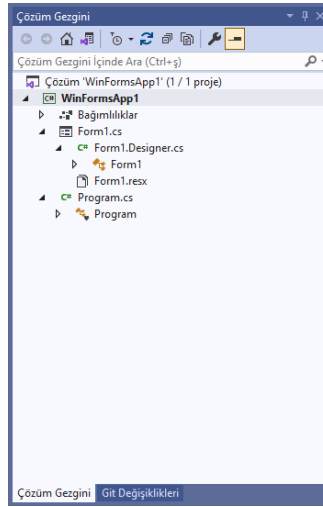 Çözüm Gezgini
Çözüm Gezgini İçinde Ara (Ctrl+ş)
Çözüm 'WinFormsApp1' (1 / 1 proje)
C# WinFormsApp1
Bağımlılıklar
Form1.cs
C# Form1.Designer.cs
Form1
Form1.resx
C# Program.cs
Program
Çözüm Gezgini Git Değişiklikleri